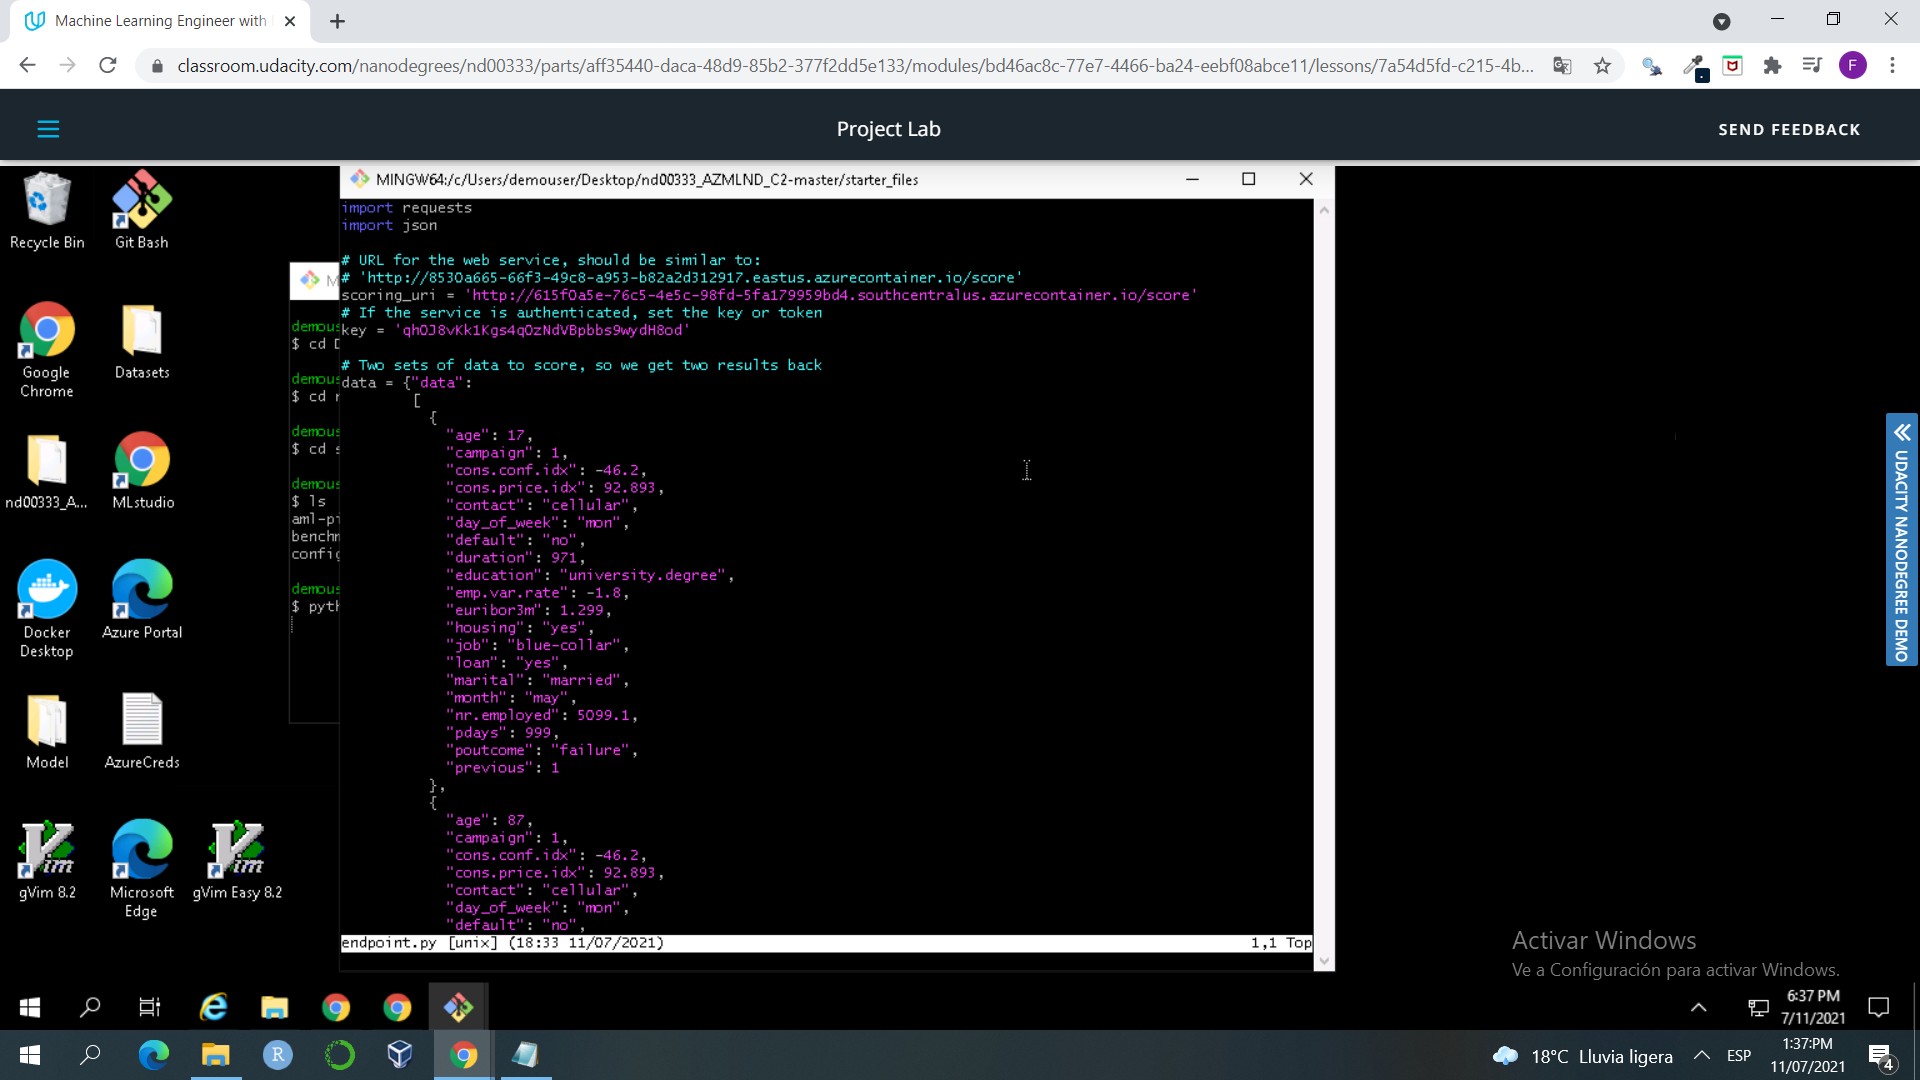 Machine Learning Engineer with
classroom.udacity.com/nanodegrees/nd00333/parts/aff35440-daca-48d9-85b2-377f2dd5e133/modules/bd46ac8c-77e7-4466-ba24-eebf08abce11/lessons/7a54d5fd-c215-4b...
F
Project Lab
SEND FEEDBACK
Recycle Bin
Git Bash
Google Chrome
Datasets
nd00333_A...
MLstudio
Docker Desktop
Azure Portal
Model
AzureCreds
gVim 8.2
Microsoft Edge
gVim Easy 8.2
M
demous
$ cd D
demous
$ cd n
demous
$ cd s
demous
$ ls
aml-pi
benchm
config
demous
$ pyth
MINGW64:/c/Users/demouser/Desktop/nd00333_AZMLND_C2-master/starter_files
import requests
import json
# URL for the web service, should be similar to:
# 'http://8530a665-66f3-49c8-a953-b82a2d312917.eastus.azurecontainer.io/score'
scoring_uri = 'http://615f0a5e-76c5-4e5c-98fd-5fa179959bd4.southcentralus.azurecontainer.io/score'
# If the service is authenticated, set the key or token
key = 'qhOJ8vKk1Kgs4qOzNdVBpbbs9wydH8od'
# Two sets of data to score, so we get two results back
data = {"data":
[
{
"age": 17,
"campaign": 1,
"cons.conf.idx": -46.2,
"cons.price.idx": 92.893,
"contact": "cellular",
"day_of_week": "mon",
"default": "no",
"duration": 971,
"education": "university.degree",
"emp.var.rate": -1.8,
"euribor3m": 1.299,
"housing": "yes",
"job": "blue-collar",
"loan": "yes",
"marital": "married",
"month": "may",
"nr.employed": 5099.1,
"pdays": 999,
"poutcome": "failure",
"previous": 1
},
{
"age": 87,
"campaign": 1,
"cons.conf.idx": -46.2,
"cons.price.idx": 92.893,
"contact": "cellular",
"day_of_week": "mon",
"default": "no",
endpoint.py [unix] (18:33 11/07/2021) 1,1 Top
UDACITY NANODEGREE DEMO
Activar Windows
Ve a Configuración para activar Windows.
6:37 PM
7/11/2021
18°C Lluvia ligera
ESP
1:37:PM
11/07/2021
4